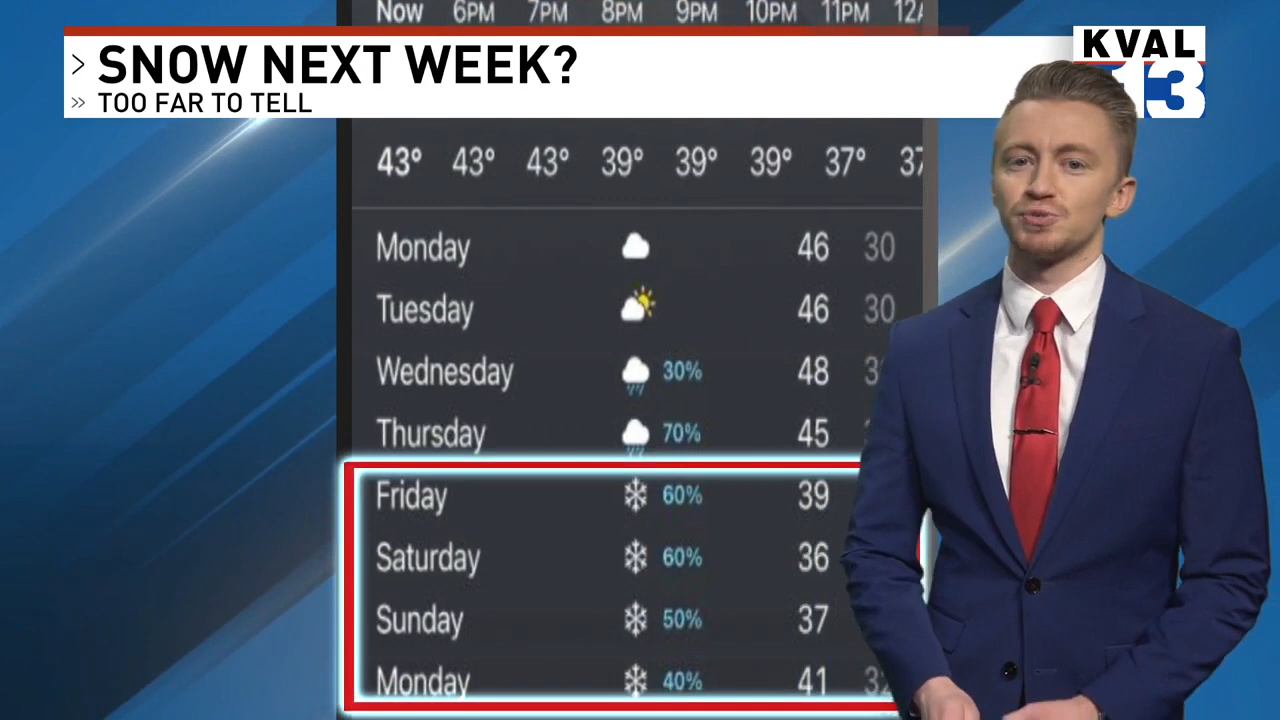 Now 6PM 7PM 8PM 9PM 10PM 11PM
> SNOW NEXT WEEK?
» TOO FAR TO TELL
KVAL
13
43° 43° 43° 39° 39° 39° 37° 37
Monday 46 30
Tuesday 46 30
Wednesday 30% 48
Thursday 70% 45
Friday 60% 39
Saturday 60% 36
Sunday 50% 37
Monday 40% 41